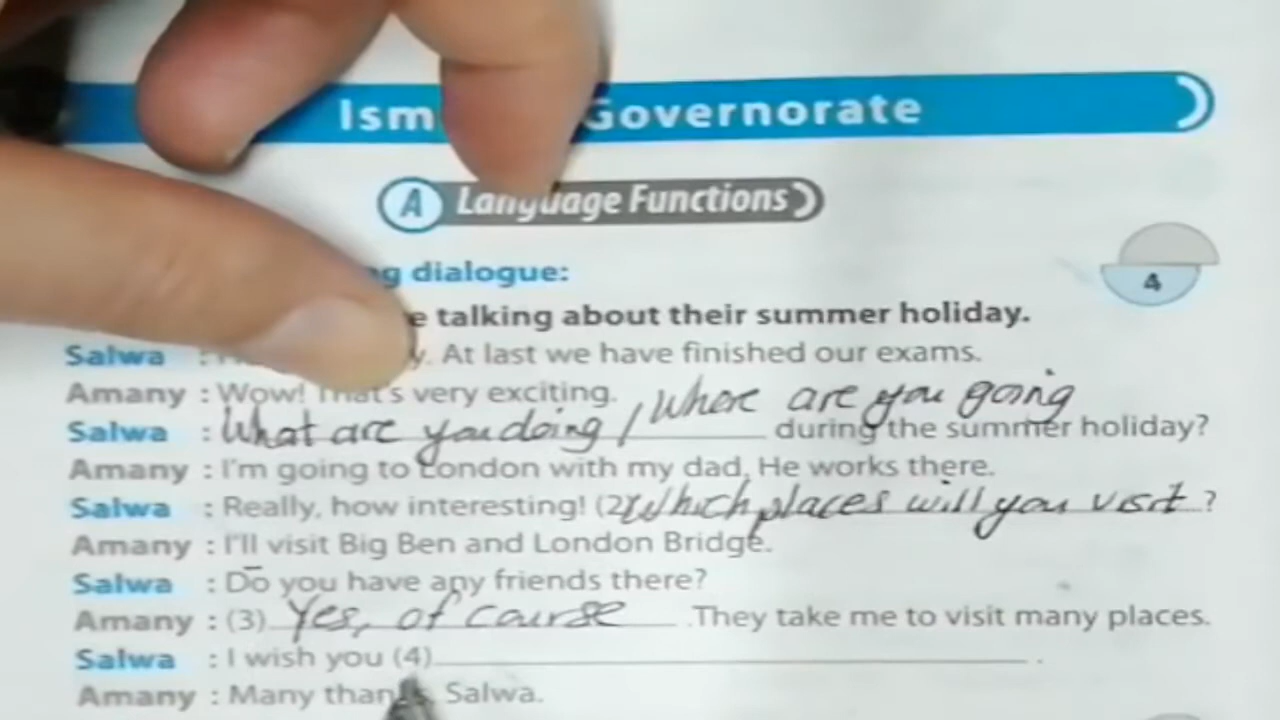 Governorate
A Language Functions
dialogue:
talking about their summer holiday.
Salwa : At last we have finished our exams.
Amany : Wow! That's very exciting.
Where are you going
Salwa : What are you doing / during the summer holiday?
Amany : I'm going to London with my dad. He works there.
Salwa : Really, how interesting! (2) Which places will you visit ?
Amany : I'll visit Big Ben and London Bridge.
Salwa : Do you have any friends there?
Amany : (3) Yes, of course .They take me to visit many places.
Salwa : I wish you (4) .
Amany : Many thanks, Salwa.
4